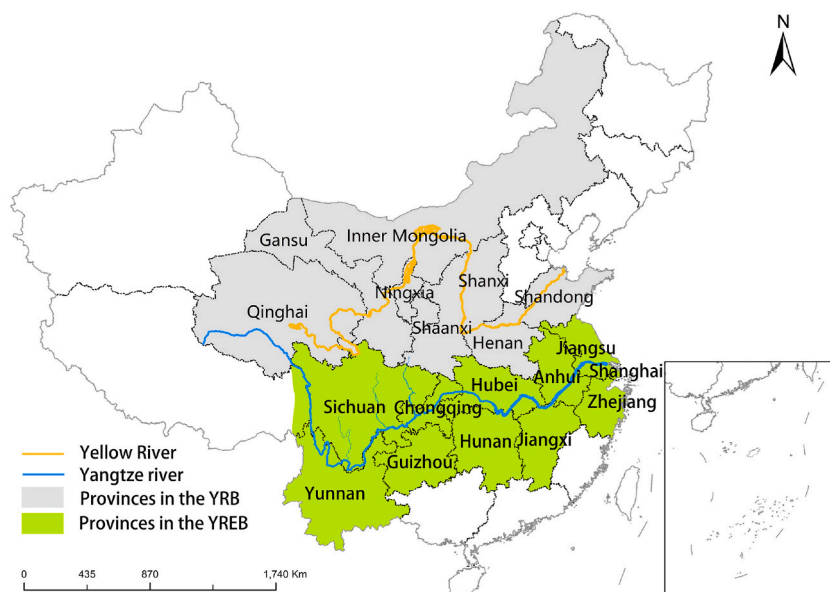 N
Gansu
Inner Mongolia
Shanxi
Ningxia
Shandong
Qinghai
Shaanxi
Henan
Jiangsu
Shanghai
Hubei
Anhui
Zhejiang
Sichuan
Chongqing
Hunan
Jiangxi
Guizhou
Yunnan
Yellow River
Yangtze river
Provinces in the YRB
Provinces in the YREB
0 435 870 1,740 Km